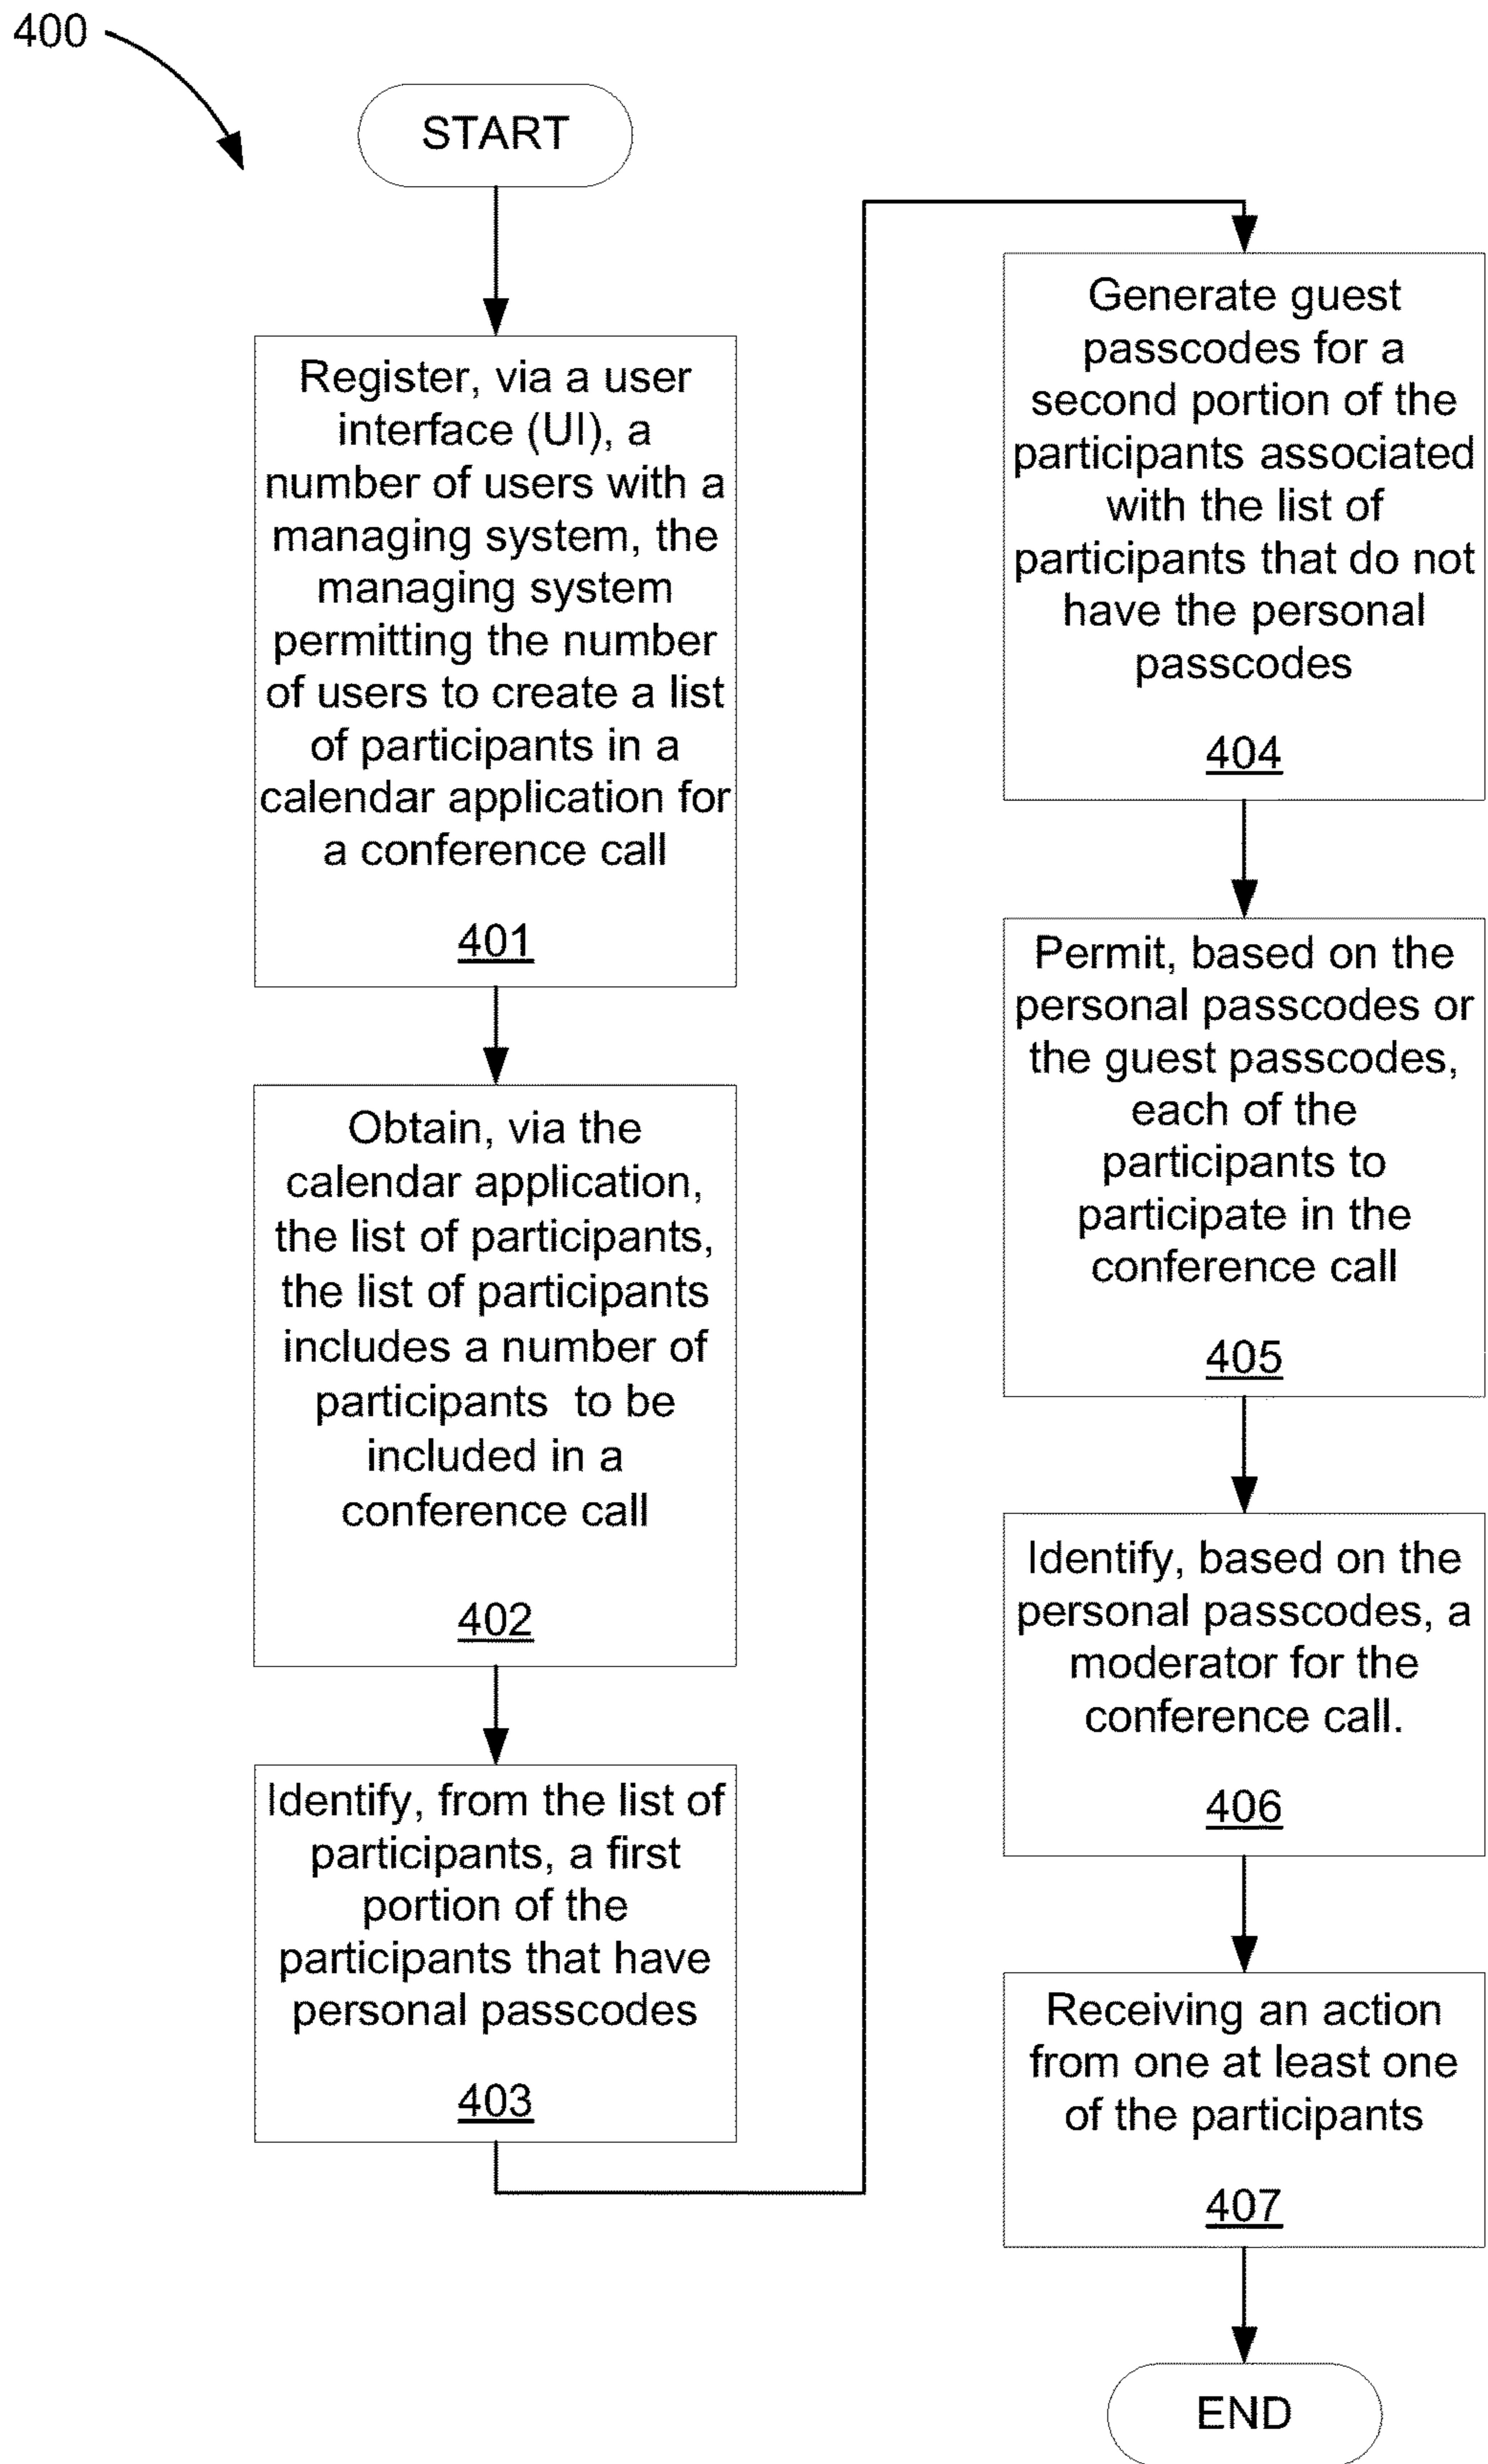 400
START
Register, via a user
interface (UI), a
number of users with a
managing system, the
managing system
permitting the number
of users to create a list
of participants in a
calendar application for
a conference call
401
Obtain, via the
calendar application,
the list of participants,
the list of participants
includes a number of
participants to be
included in a
conference call
402
Identify, from the list of
participants, a first
portion of the
participants that have
personal passcodes
403
Generate guest
passcodes for a
second portion of the
participants associated
with the list of
participants that do not
have the personal
passcodes
404
Permit, based on the
personal passcodes or
the guest passcodes,
each of the
participants to
participate in the
conference call
405
Identify, based on the
personal passcodes, a
moderator for the
conference call.
406
Receiving an action
from one at least one
of the participants
407
END